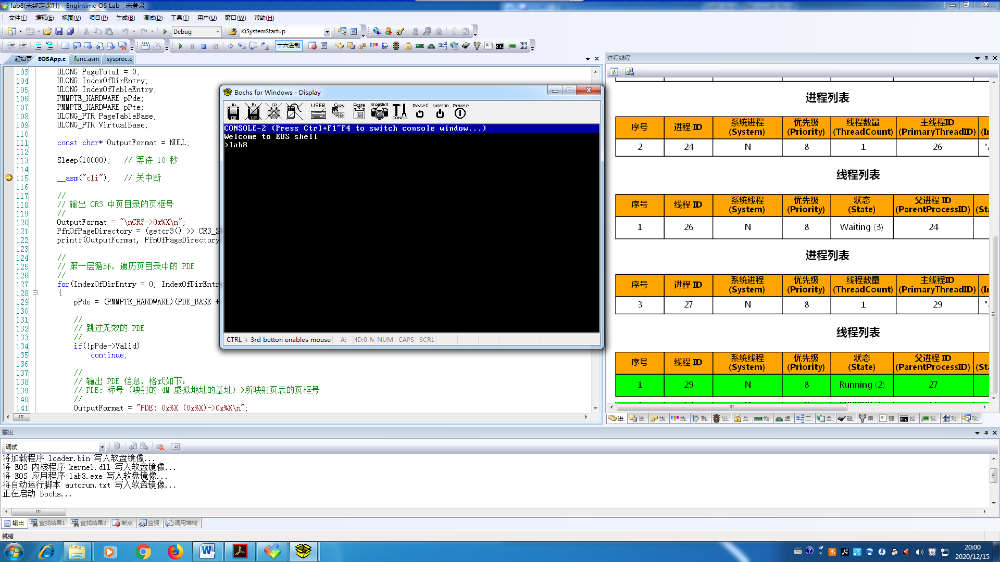 lab8(未绑定课时) - Engintime OS Lab - 未登录
文件(F) 编辑(E) 视图(V) 项目(P) 生成(B) 调试(D) 工具(T) 用户(U) 窗口(W) 帮助(H)
Debug KiSystemStartup
十六进制
起始页 EOSApp.c func.asm sysproc.c
103 ULONG PageTotal = 0;
104 ULONG IndexOfDirEntry;
105 ULONG IndexOfTableEntry;
106 PMMPTE_HARDWARE pPde;
107 PMMPTE_HARDWARE pPte;
108 ULONG_PTR PageTableBase;
109 ULONG_PTR VirtualBase;
110
111 const char* OutputFormat = NULL;
112
113 Sleep(10000); // 等待 10 秒
114
115 __asm("cli"); // 关中断
116
117 //
118 // 输出 CR3 中页目录的页框号
119 //
120 OutputFormat = "\nCR3->0x%X\n";
121 PfnOfPageDirectory = (getcr3() >> CR3_S
122 printf(OutputFormat, PfnOfPageDirectory
123
124 //
125 // 第一层循环，遍历页目录中的 PDE
126 //
127 for(IndexOfDirEntry = 0; IndexOfDirEntr
128 {
129 pPde = (PMMPTE_HARDWARE)(PDE_BASE +
130
131 //
132 // 跳过无效的 PDE
133 //
134 if(!pPde->Valid)
135 continue;
136
137 //
138 // 输出 PDE 信息，格式如下：
139 // PDE: 标号 (映射的 4M 虚拟地址的基址)->所映射页表的页框号
140 //
141 OutputFormat = "PDE: 0x%X (0x%X)->0x%X\n";
Bochs for Windows - Display
A: B: CD USER Copy Paste snapshot CONFIG Reset SUSPEND Power
CONSOLE-2 (Press Ctrl+F1~F4 to switch console window...)
Welcome to EOS shell
>lab8
CTRL + 3rd button enables mouse A: HD:0-M NUM CAPS SCRL
进程线程
进程列表
序号 进程 ID 系统进程 (System) 优先级 (Priority) 线程数量 (ThreadCount) 主线程ID (PrimaryThreadID)
2 24 N 8 1 26
线程列表
序号 线程 ID 系统线程 (System) 优先级 (Priority) 状态 (State) 父进程 ID (ParentProcessID) (Sta
1 26 N 8 Waiting (3) 24
进程列表
序号 进程 ID 系统进程 (System) 优先级 (Priority) 线程数量 (ThreadCount) 主线程ID (PrimaryThreadID)
3 27 N 8 1 29
线程列表
序号 线程 ID 系统线程 (System) 优先级 (Priority) 状态 (State) 父进程 ID (ParentProcessID) (Sta
1 29 N 8 Running (2) 27
进. 进. 线. 线. 就. 记. 互. 物. 虚. 二. 全. 磁. 串. 键. 控. 设. 对. 项.
输出
调试
将加载程序 loader.bin 写入软盘镜像...
将 EOS 内核程序 kernel.dll 写入软盘镜像...
将 EOS 应用程序 lab8.exe 写入软盘镜像...
将自动运行脚本 autorun.txt 写入软盘镜像...
正在启动 Bochs...
输出 查找结果1 查找结果2 断点 监视 调用堆栈
就绪
20:00
2020/12/15